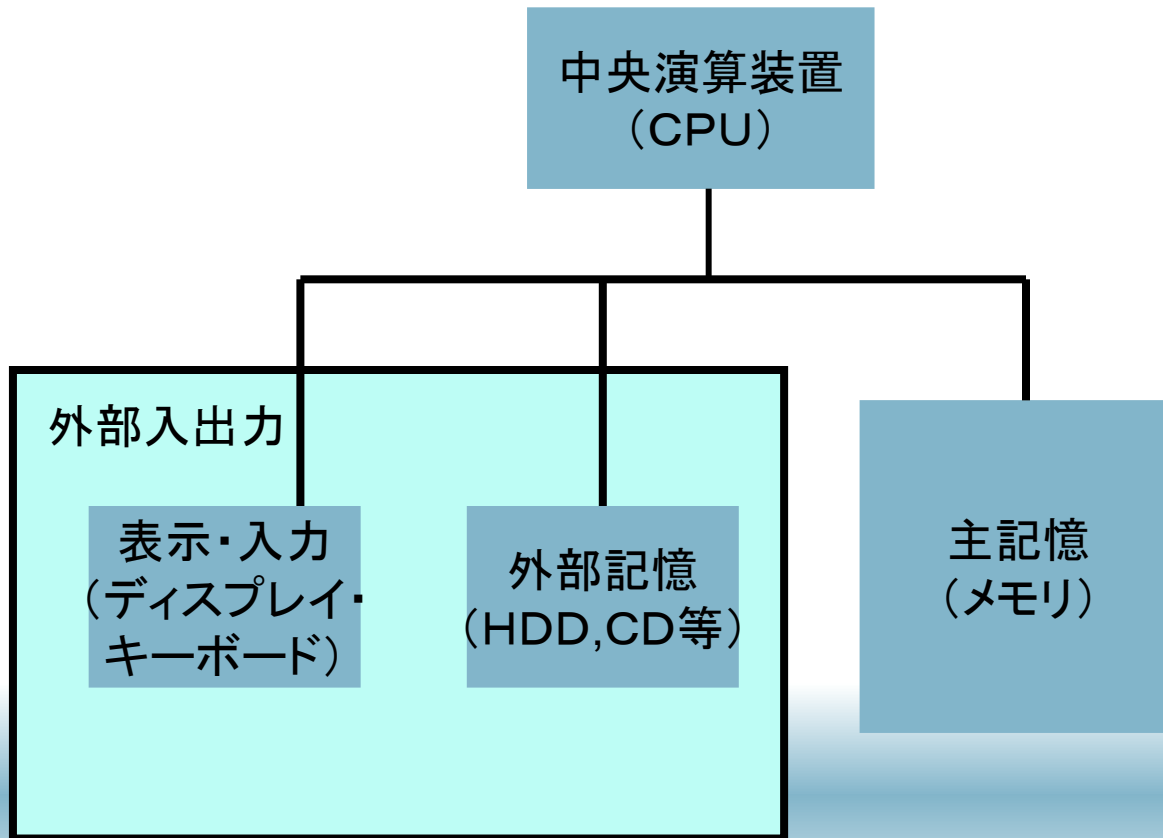 中央演算装置
（CPU）
外部入出力
表示・入力
（ディスプレイ・
キーボード）
外部記憶
（HDD,CD等）
主記憶
（メモリ）